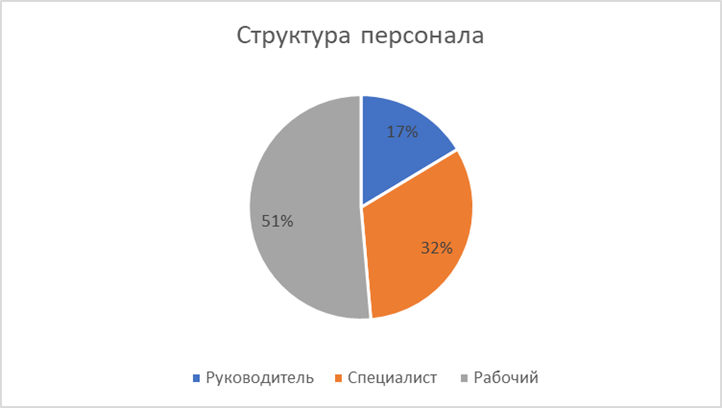 Структура персонала
17%
32%
51%
Руководитель Специалист Рабочий